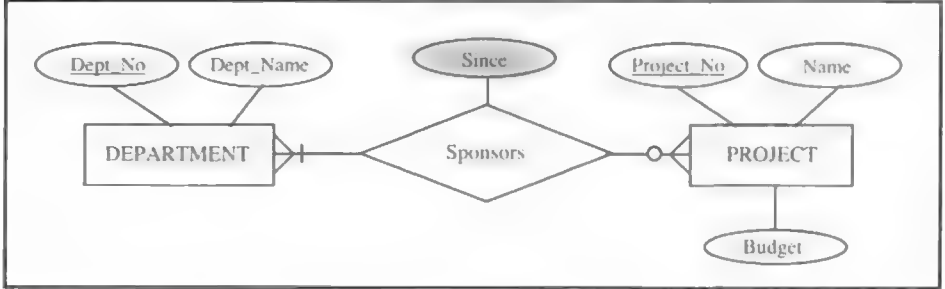 Dept_No
Dept_Name
Since
Project_No
Name
DEPARTMENT
Sponsors
PROJECT
Budget